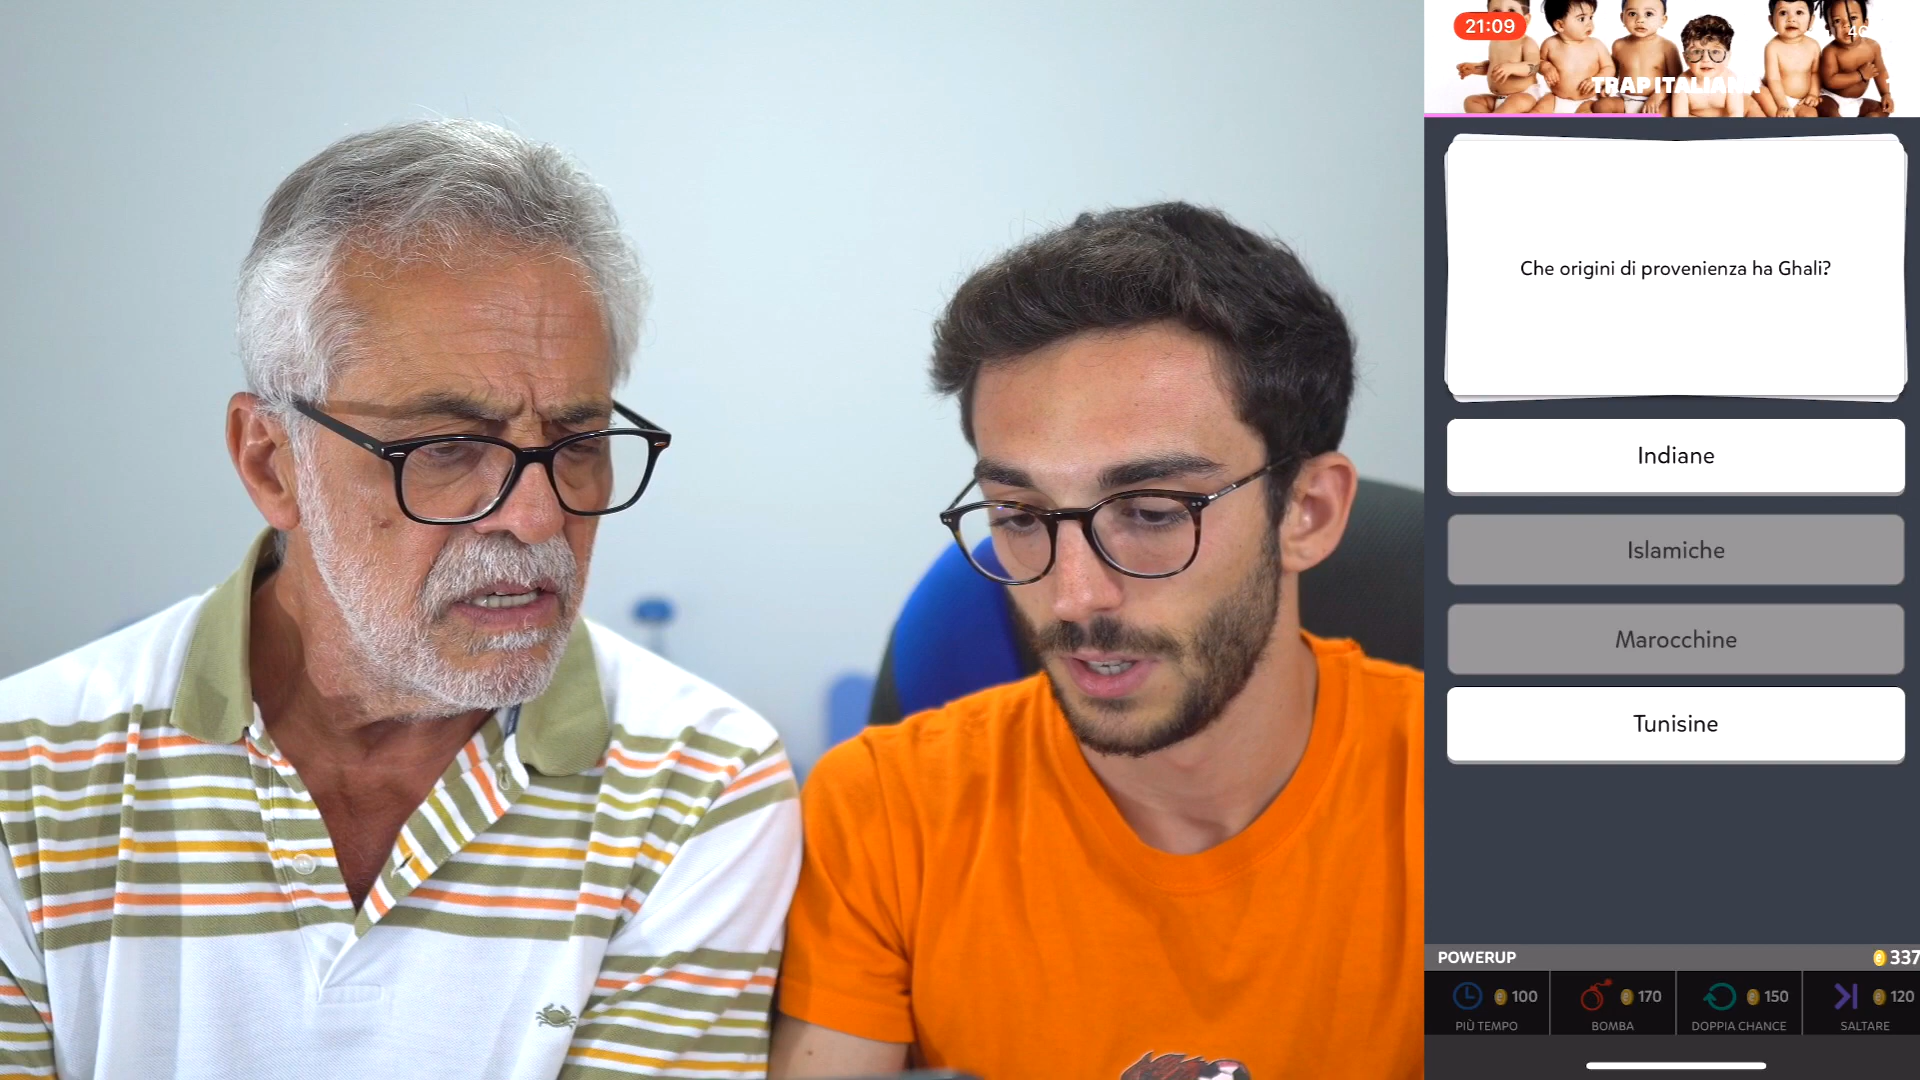 21:09
4G
TRAP ITALIANA
Che origini di provenienza ha Ghali?
Indiane
Islamiche
Marocchine
Tunisine
POWERUP
337
100
170
150
120
PIÙ TEMPO
BOMBA
DOPPIA CHANCE
SALTARE